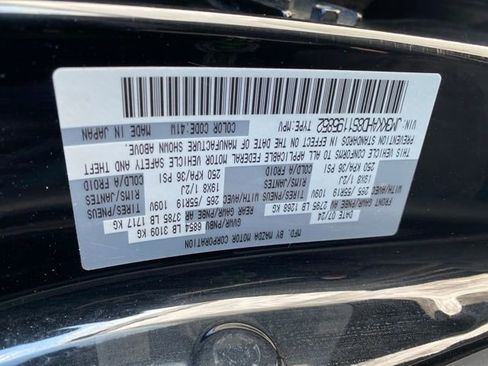 MFD. BY MAZDA MOTOR CORPORATION
DATE 07/24 GVWR/PNBV 6854 LB 3109 KG
FRONT GAWR/PNBE AV 2795 LB 1268 KG REAR GAWR/PNBE AR 3785 LB 1717 KG
WITH/AVEC 265 /55R19 109V TIRES/PNEUS WITH/AVEC 265 /55R19 109V TIRES/PNEUS
19X8 1/2J RIMS/JANTES 19X8 1/2J RIMS/JANTES
250 KPA/36 PSI COLD / FROID 250 KPA/36 PSI COLD / FROID
THIS VEHICLE CONFORMS TO ALL APPLICABLE FEDERAL MOTOR VEHICLE SAFETY AND THEFT
PREVENTION STANDARDS IN EFFECT ON THE DATE OF MANUFACTURE SHOWN ABOVE.
TYPE: MPV COLOR CODE: 41W MADE IN JAPAN